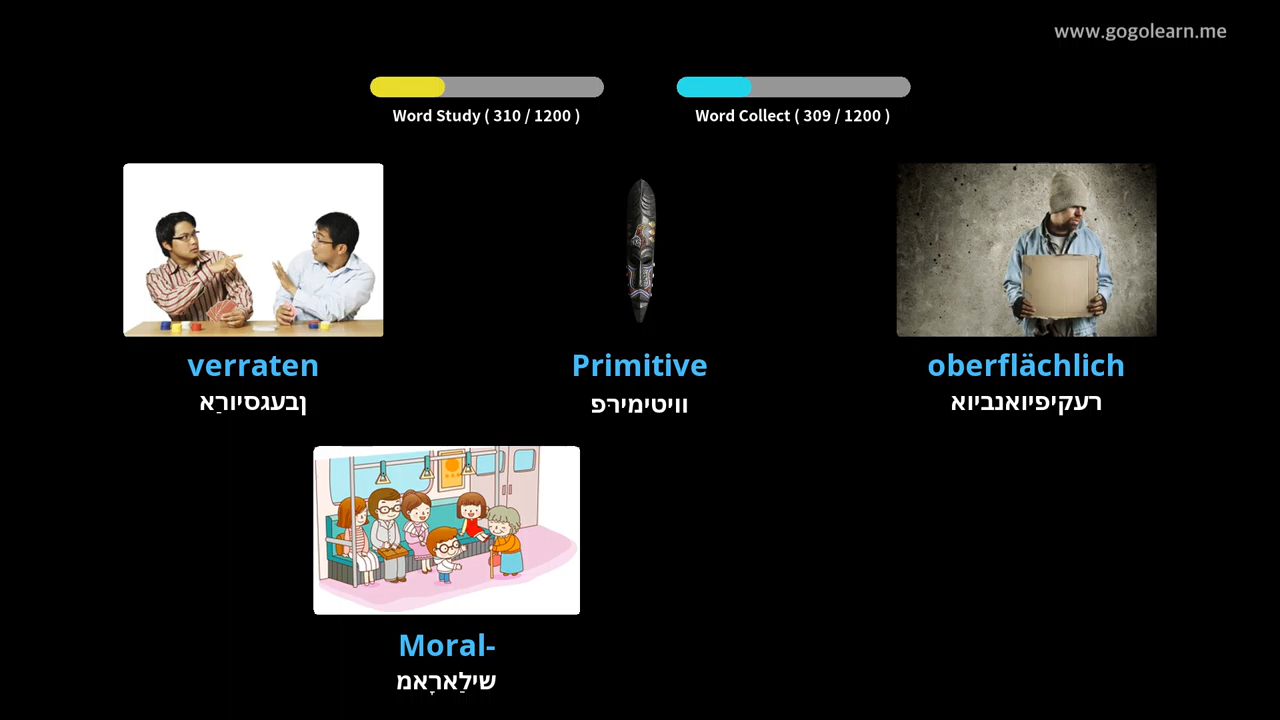 www.gogolearn.me
Word Study ( 310 / 1200 )
Word Collect ( 309 / 1200 )
verraten
ןבעגסיורַא
Primitive
וויטימירּפ
oberflächlich
רעקיפיואנביוא
Moral-
שילַארָאמ